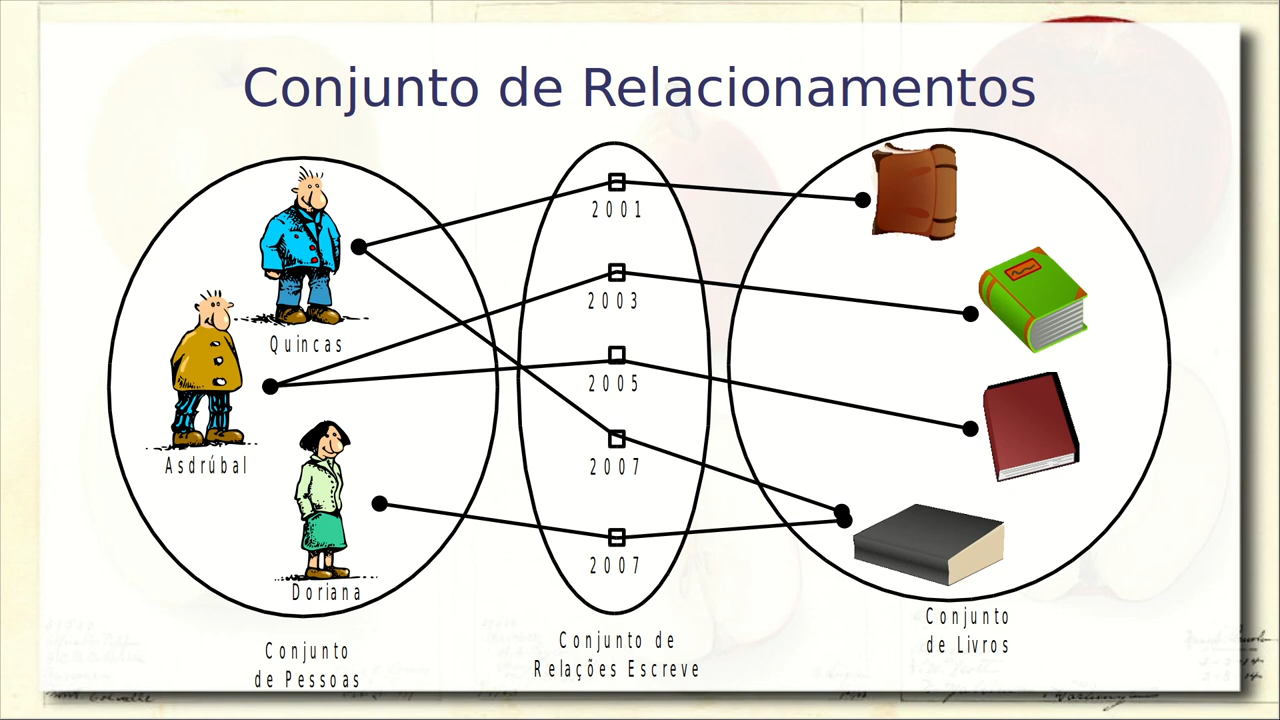 Conjunto de Relacionamentos
2001
2003
Quincas
2005
Asdrúbal
2007
2007
Doriana
Conjunto
de Pessoas
Conjunto de
Relações Escreve
Conjunto
de Livros